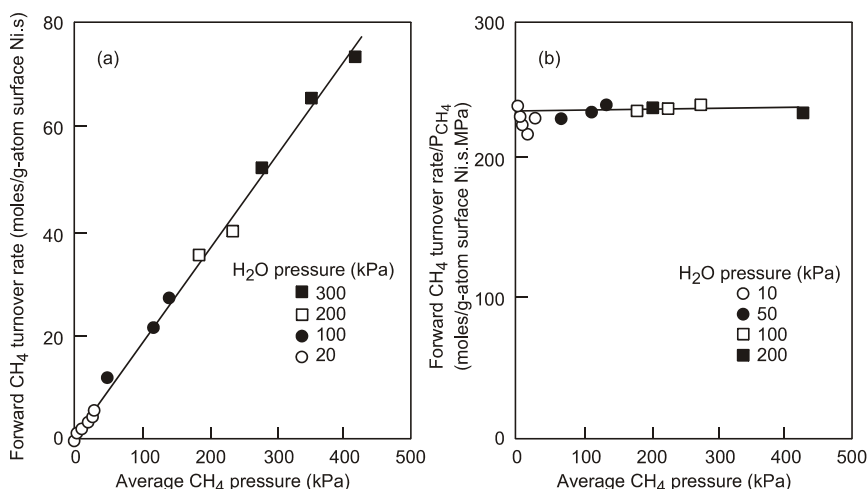 Forward CH4 turnover rate (moles/g-atom surface Ni.s)
80
60
40
20
0
(a)
H2O pressure (kPa)
300
200
100
20
0 100 200 300 400 500
Average CH4 pressure (kPa)
Forward CH4 turnover rate/PCH4
(moles/g-atom surface Ni.s.MPa)
300
200
100
0
(b)
H2O pressure (kPa)
10
50
100
200
0 100 200 300 400 500
Average CH4 pressure (kPa)